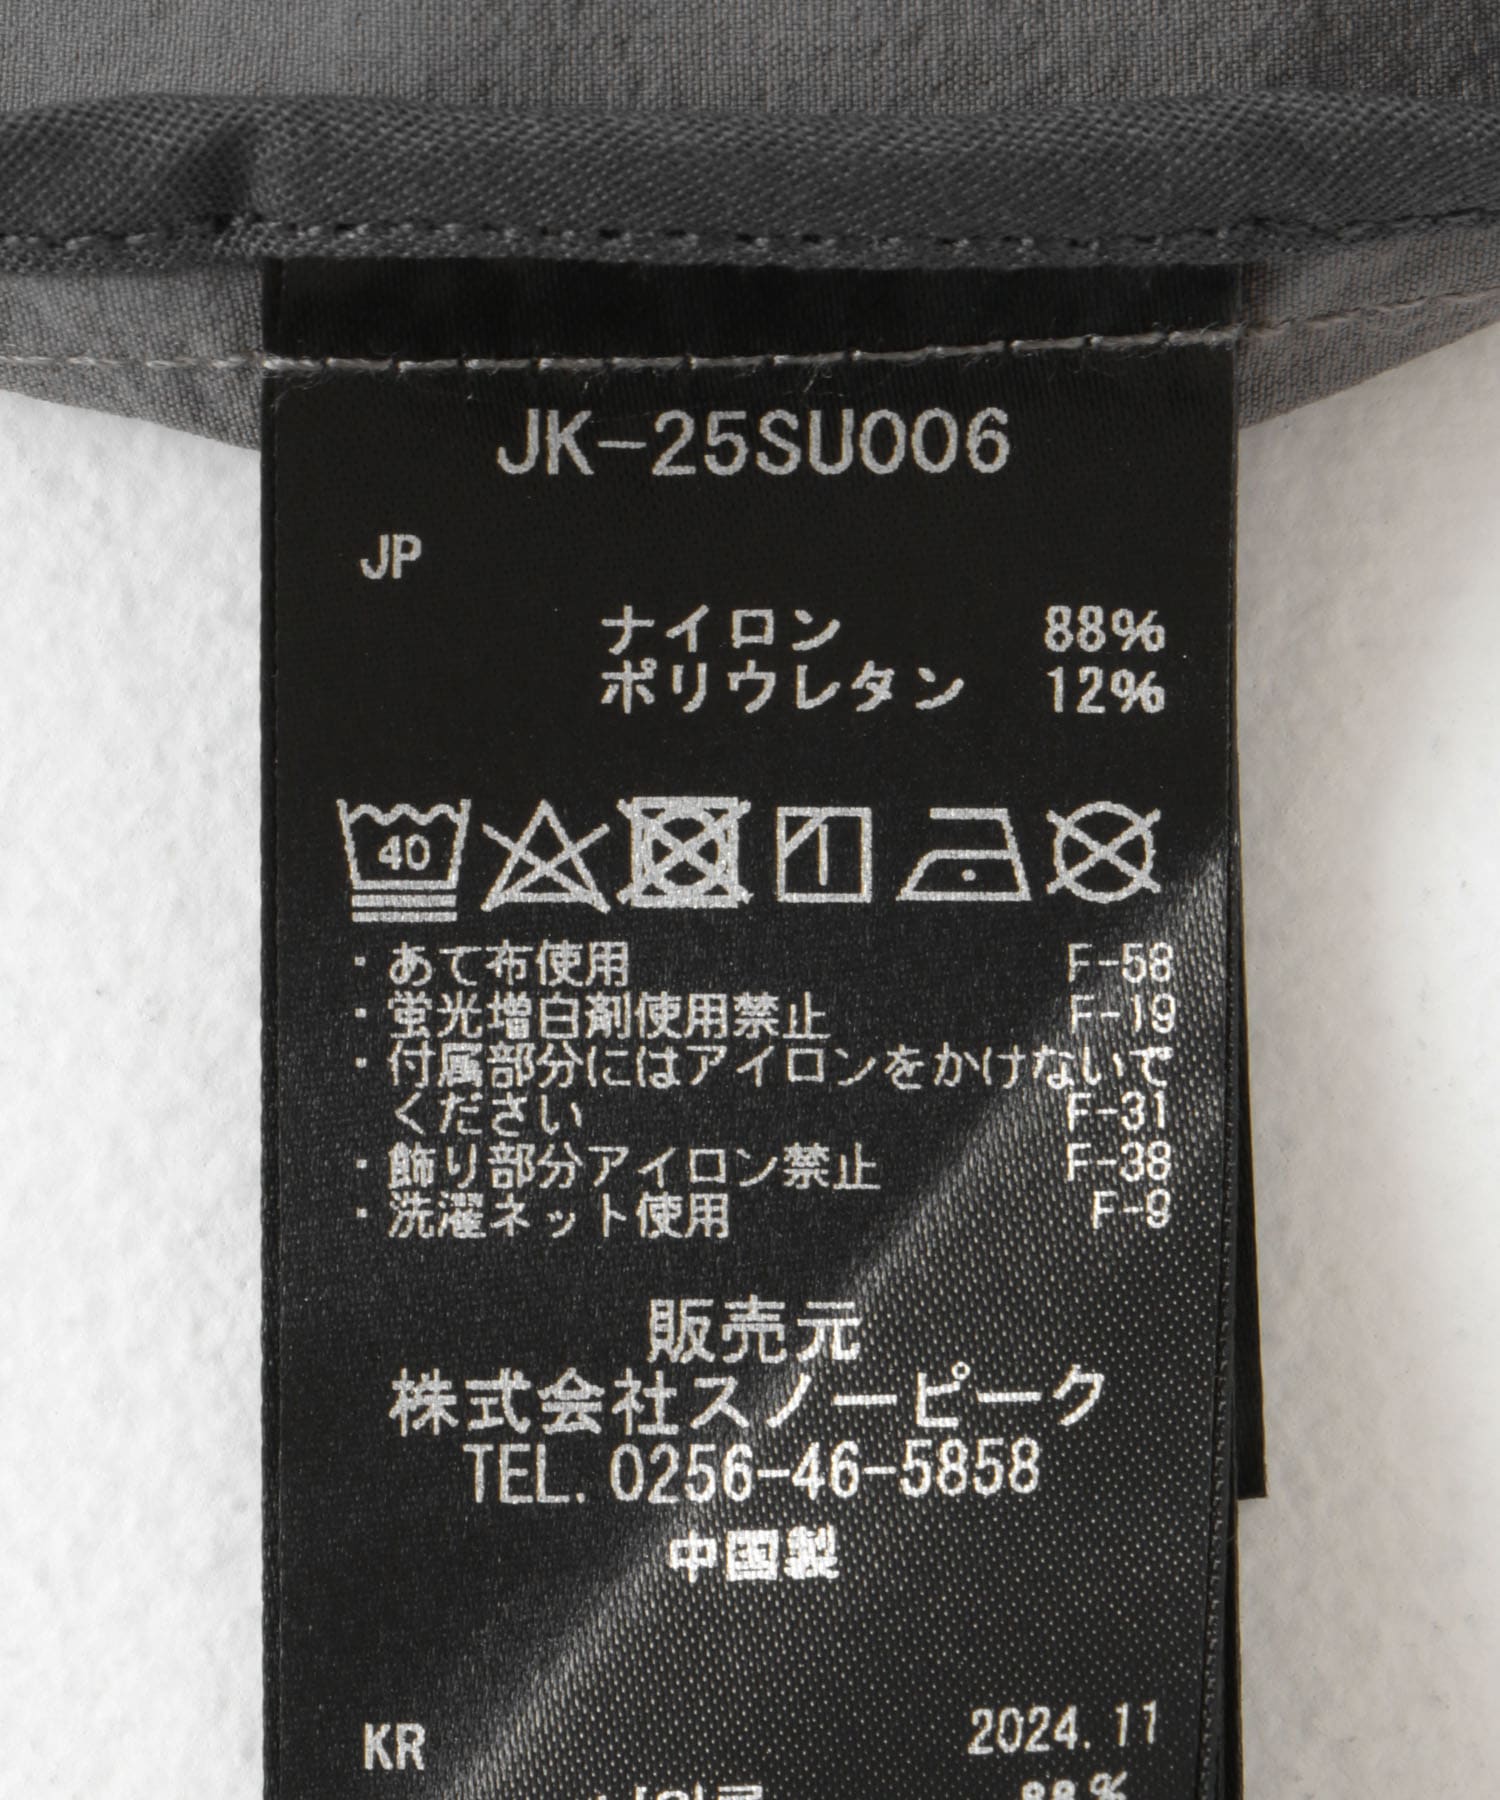 JK-25SU006
JP
ナイロン 88%
ポリウレタン 12%
40
・あて布使用 F-58
・蛍光増白剤使用禁止 F-19
・付属部分にはアイロンをかけないで
ください F-31
・飾り部分アイロン禁止 F-38
・洗濯ネット使用 F-9
販売元
株式会社スノーピーク
TEL. 0256-46-5858
中国製
KR 2024.11
88%